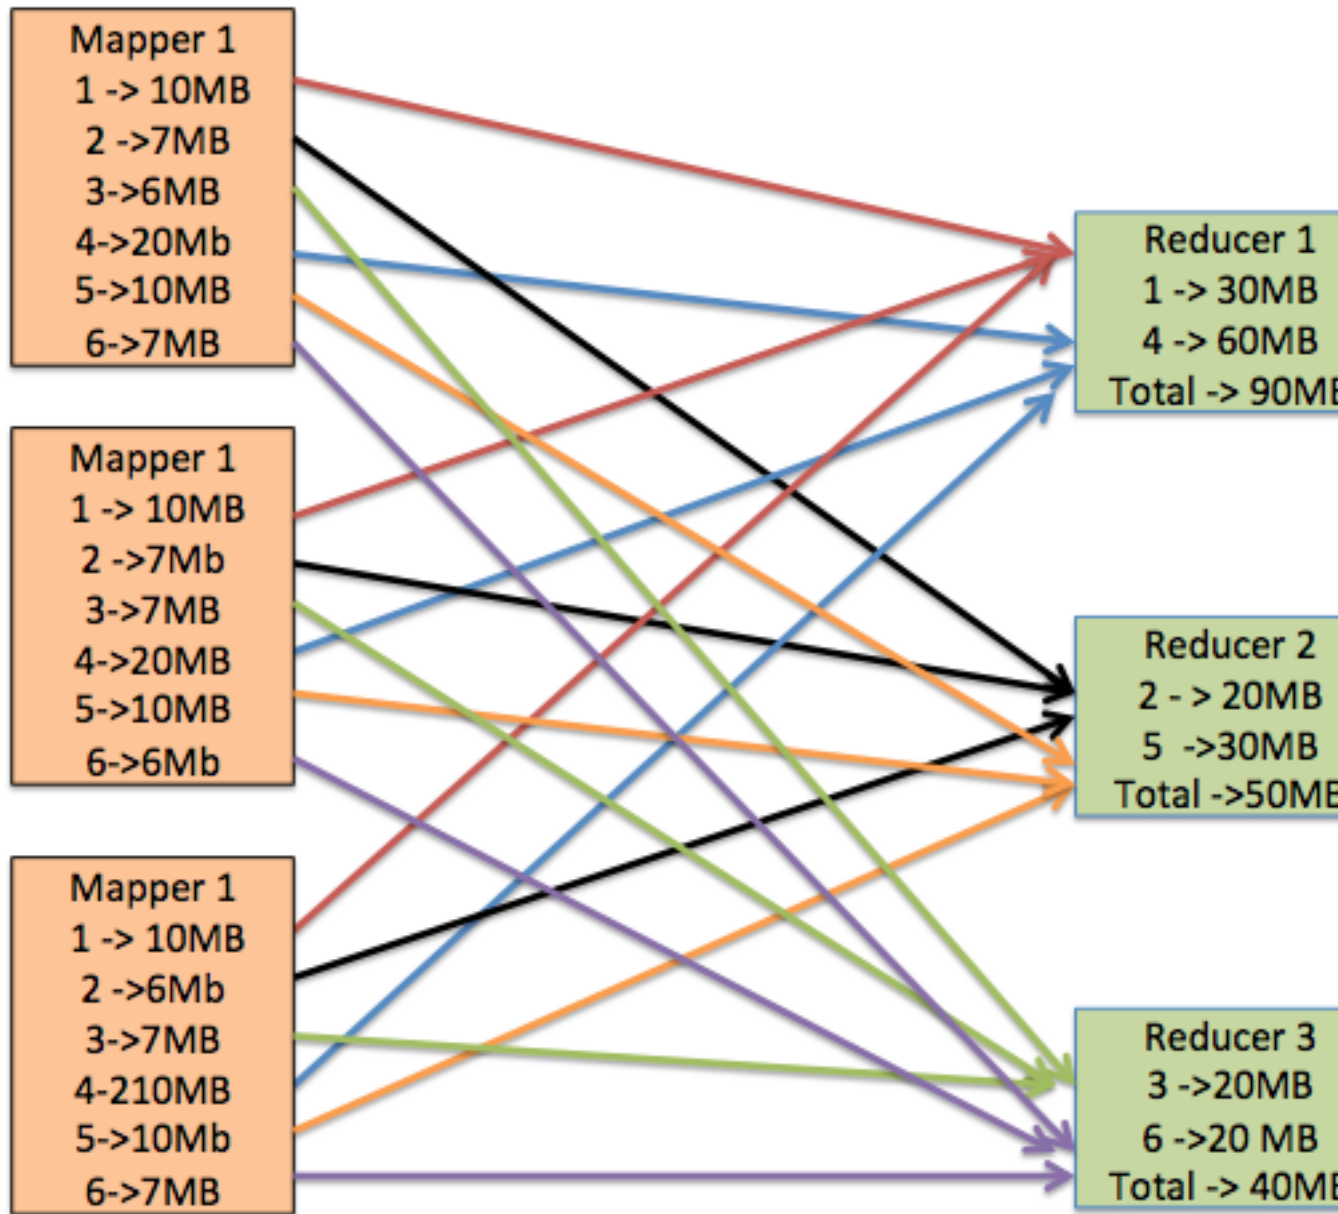 Mapper 1
1 -> 10MB
2 ->7MB
3->6MB
4->20Mb
5->10MB
6->7MB
Mapper 1
1 -> 10MB
2 ->7Mb
3->7MB
4->20MB
5->10MB
6->6Mb
Mapper 1
1 -> 10MB
2 ->6Mb
3->7MB
4-210MB
5->10Mb
6->7MB
Reducer 1
1 -> 30MB
4 -> 60MB
Total -> 90MB
Reducer 2
2 - > 20MB
5 ->30MB
Total ->50MB
Reducer 3
3 ->20MB
6 ->20 MB
Total -> 40MB